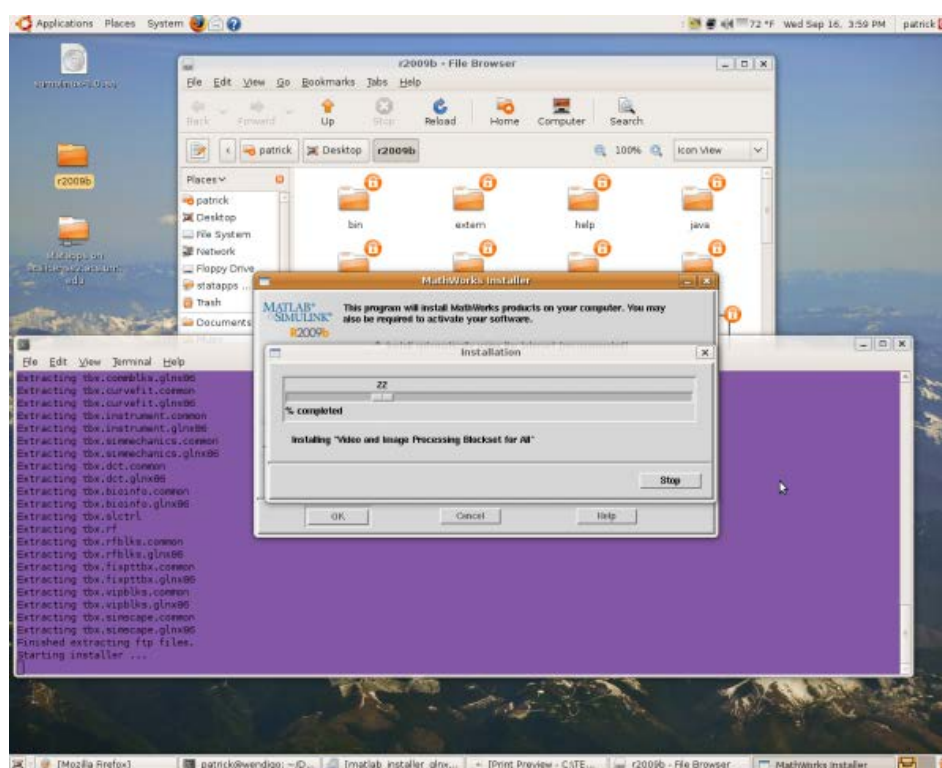 Applications Places System 72 °F Wed Sep 16, 3:59 PM patrick
r2009b - File Browser
File Edit View Go Bookmarks Tabs Help
Back Forward Up Stop Reload Home Computer Search
patrick Desktop r2009b 100% Icon View
r2009b
Places
patrick
Desktop
File System
Network
Floppy Drive
statapps ...
Trash
Documents
bin extern help java
MathWorks Installer
MATLAB®
SIMULINK®
R2009b
This program will install MathWorks products on your computer. You may
also be required to activate your software.
Installation
22
% completed
Installing "Video and Image Processing Blockset for All"
Stop
OK Cancel Help
File Edit View Terminal Help
Extracting tbx.commblks.glnx86
Extracting tbx.curvefit.common
Extracting tbx.curvefit.glnx86
Extracting tbx.instrument.common
Extracting tbx.instrument.glnx86
Extracting tbx.simmechanics.common
Extracting tbx.simmechanics.glnx86
Extracting tbx.dct.common
Extracting tbx.dct.glnx86
Extracting tbx.bioinfo.common
Extracting tbx.bioinfo.glnx86
Extracting tbx.slctrl
Extracting tbx.rf
Extracting tbx.rfblks.common
Extracting tbx.rfblks.glnx86
Extracting tbx.fixpttbx.common
Extracting tbx.fixpttbx.glnx86
Extracting tbx.vipblks.common
Extracting tbx.vipblks.glnx86
Extracting tbx.simscape.common
Extracting tbx.simscape.glnx86
Finished extracting ftp files.
Starting installer ...
[Mozilla Firefox] patrick@wendigo: ~/D... [matlab_installer_glnx... [Print Preview - C:\TE... r2009b - File Browser MathWorks Installer